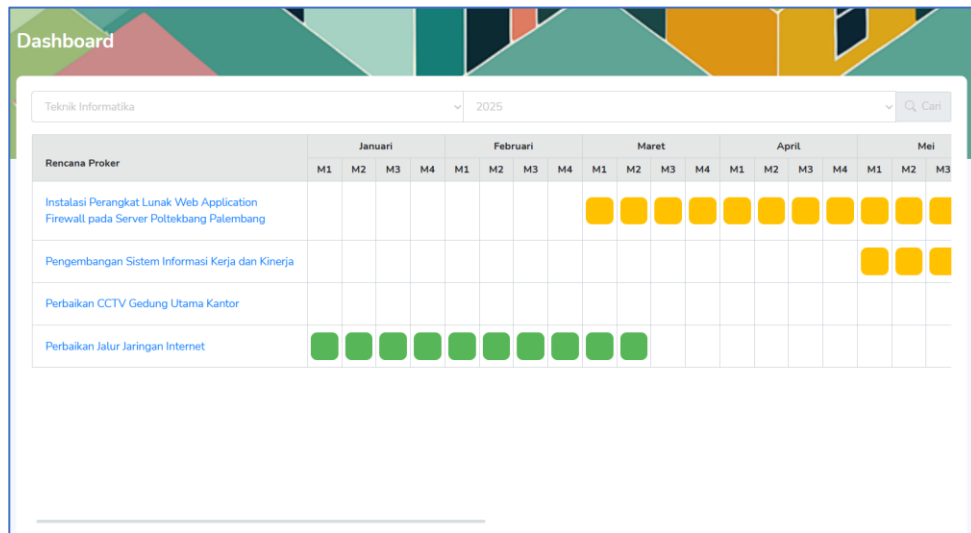 Dashboard
Teknik Informatika
2025
Cari
Rencana Proker
Januari
Februari
Maret
April
Mei
M1 M2 M3 M4 M1 M2 M3 M4 M1 M2 M3 M4 M1 M2 M3 M4 M1 M2 M3
Instalasi Perangkat Lunak Web Application
Firewall pada Server Poltekbang Palembang
Pengembangan Sistem Informasi Kerja dan Kinerja
Perbaikan CCTV Gedung Utama Kantor
Perbaikan Jalur Jaringan Internet